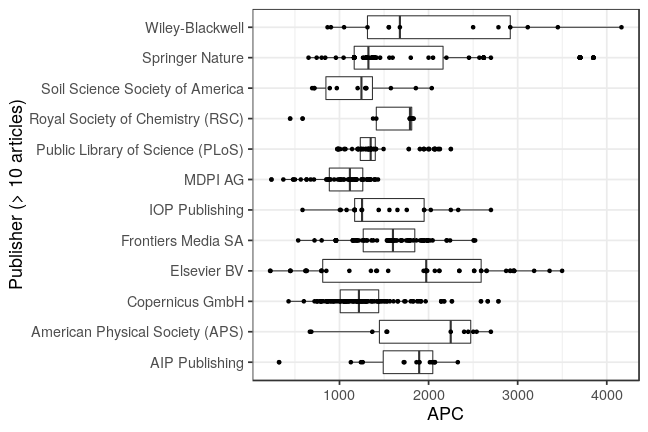 Publisher (> 10 articles)
Wiley-Blackwell
Springer Nature
Soil Science Society of America
Royal Society of Chemistry (RSC)
Public Library of Science (PLoS)
MDPI AG
IOP Publishing
Frontiers Media SA
Elsevier BV
Copernicus GmbH
American Physical Society (APS)
AIP Publishing
1000 2000 3000 4000
APC